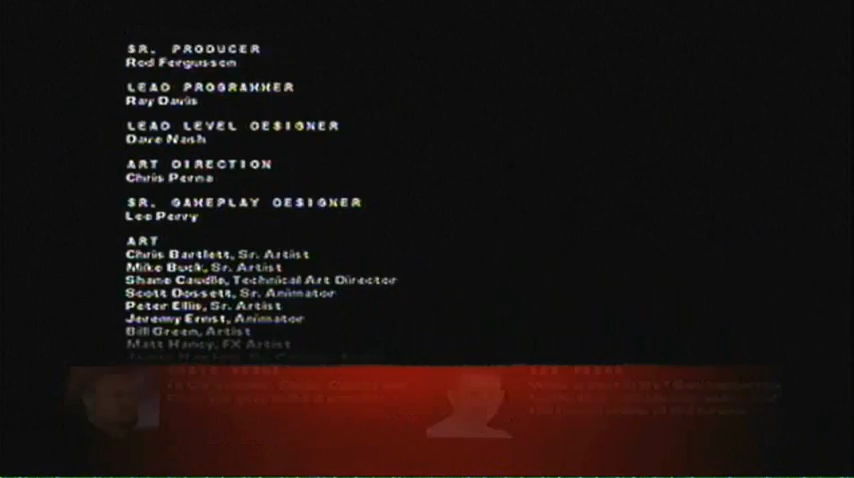 SR. PRODUCER
Rod Fergusson
LEAD PROGRAMMER
Ray Davis
LEAD LEVEL DESIGNER
Dave Nash
ART DIRECTION
Chris Perna
SR. GAMEPLAY DESIGNER
Lee Perry
ART
Chris Bartlett, Sr. Artist
Mike Buck, Sr. Artist
Shane Caudle, Technical Art Director
Scott Dossett, Sr. Animator
Peter Ellis, Sr. Artist
Jeremy Ernst, Animator
Bill Green, Artist
Matt Hancy, FX Artist
LEE PERRY